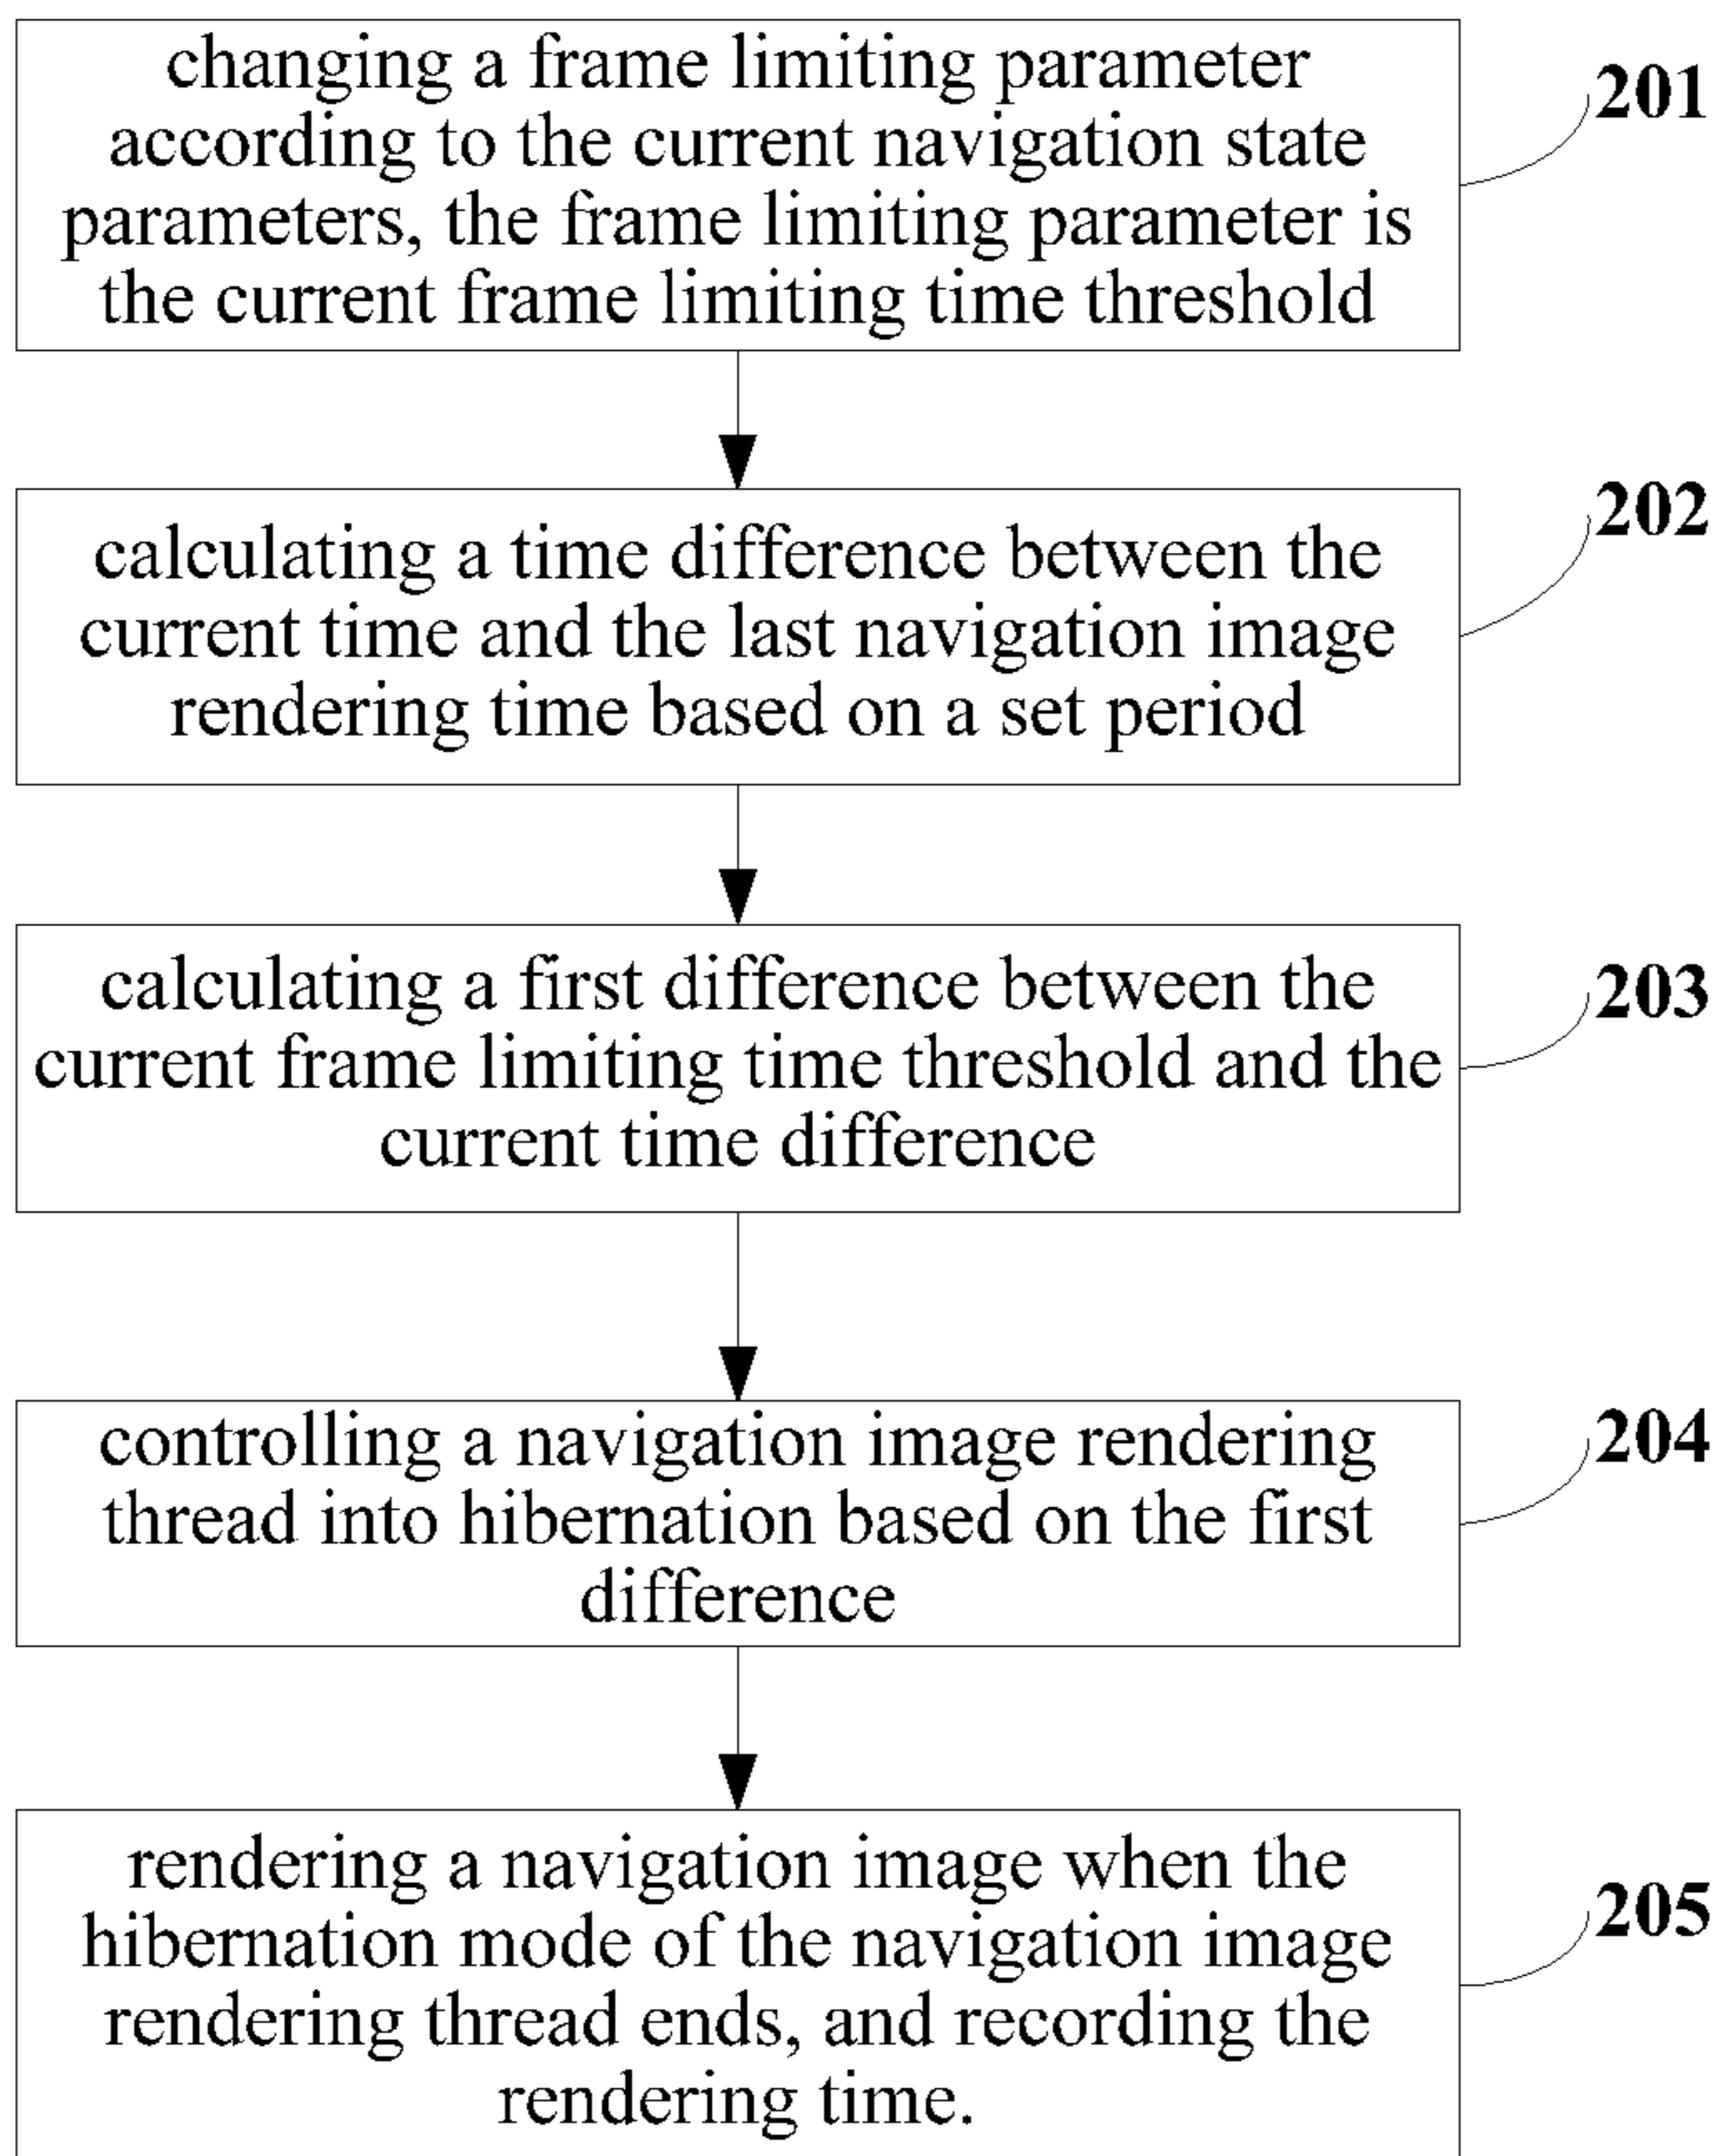 changing a frame limiting parameter
according to the current navigation state
parameters, the frame limiting parameter is
the current frame limiting time threshold
201
calculating a time difference between the
current time and the last navigation image
rendering time based on a set period
202
calculating a first difference between the
current frame limiting time threshold and the
current time difference
203
controlling a navigation image rendering
thread into hibernation based on the first
difference
204
rendering a navigation image when the
hibernation mode of the navigation image
rendering thread ends, and recording the
rendering time.
205